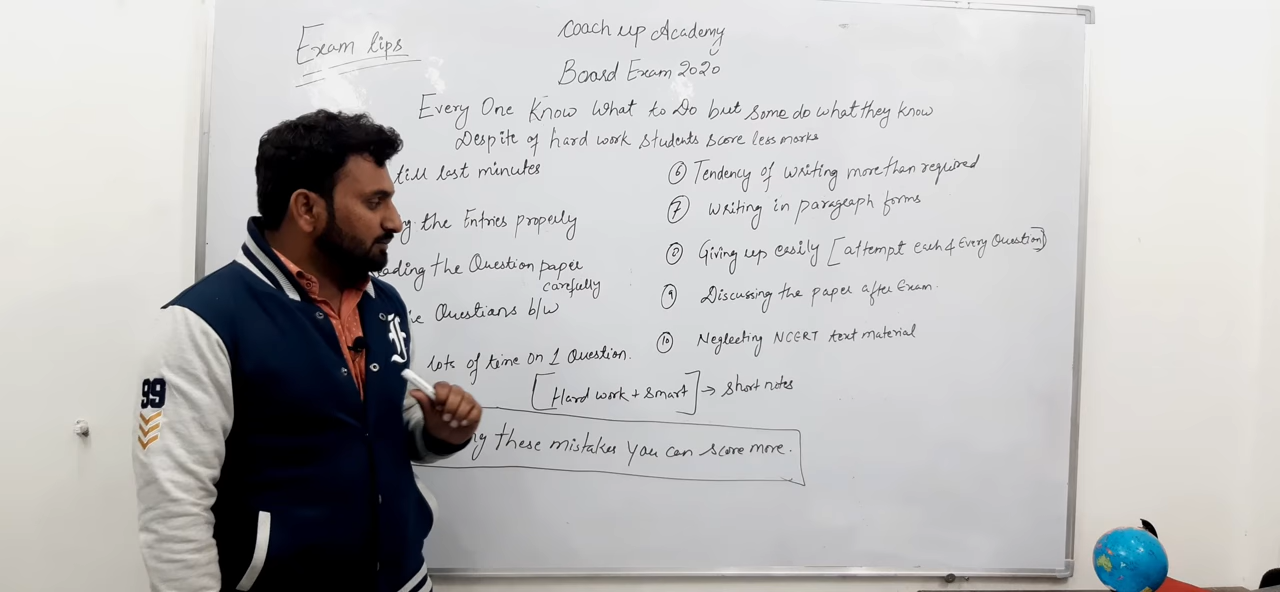 Exam Tips
Coach up Academy
Board Exam 2020
Every One Know What to Do but some do what they know
Despite of hard work students score less marks
till last minutes
the Entries properly
the Question paper
carefully
Questions b/w
lots of time on 1 Question.
⑥ Tendency of writing more than required
⑦ writing in paragraph forms
⑧ Giving up easily [attempt each & Every Question]
⑨ Discussing the paper after Exam.
⑩ Neglecting NCERT text material
[Hard work + smart] → short notes
these mistakes you can score more.
F
99